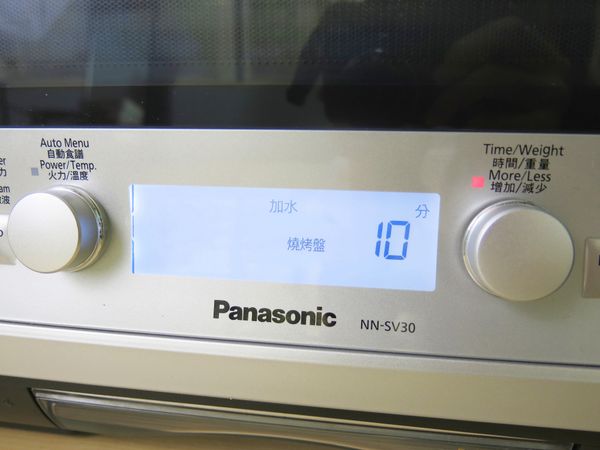 Auto Menu
自動食譜
Power/Temp.
火力/溫度
Time/Weight
時間/重量
More/Less
增加/減少
加水
分
燒烤盤
10
Panasonic
NN-SV30